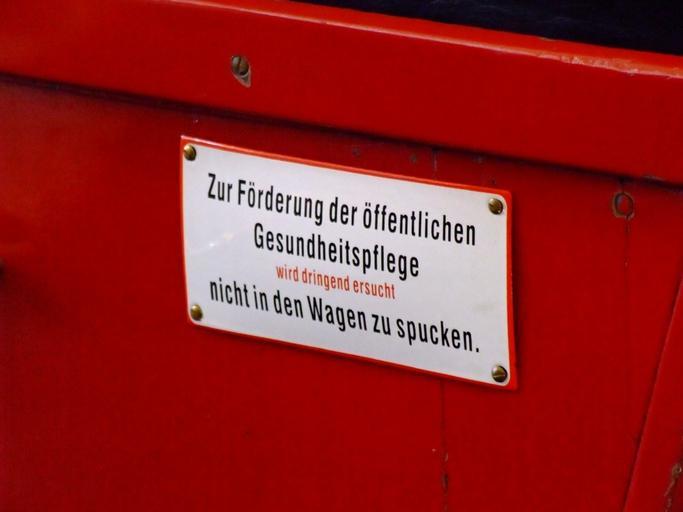 Zur Förderung der öffentlichen
Gesundheitspflege
wird dringend ersucht
nicht in den Wagen zu spucken.